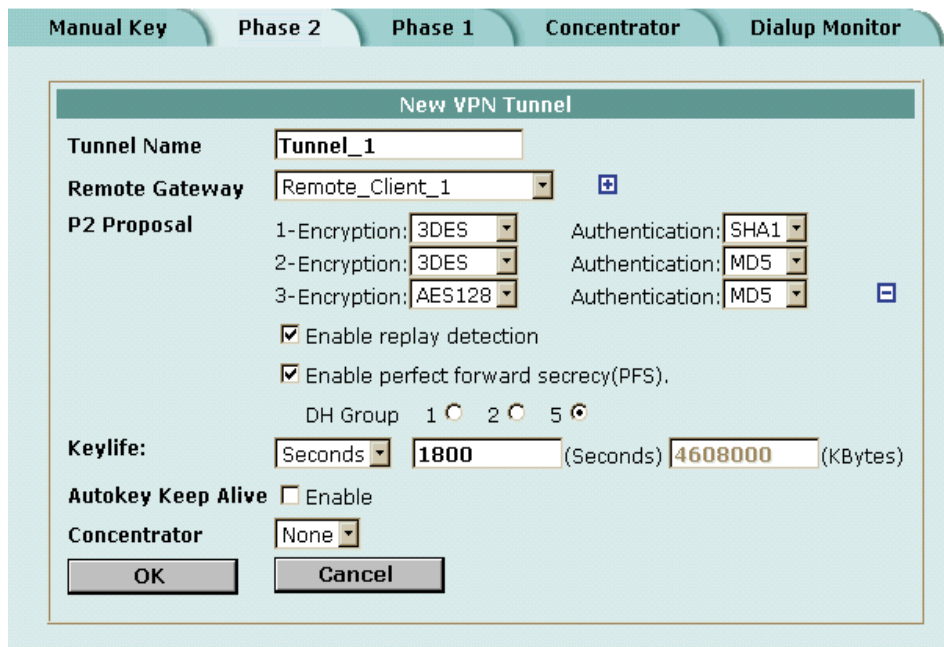 Manual Key Phase 2 Phase 1 Concentrator Dialup Monitor
New VPN Tunnel
Tunnel Name Tunnel_1
Remote Gateway Remote_Client_1
P2 Proposal 1-Encryption: 3DES Authentication: SHA1
2-Encryption: 3DES Authentication: MD5
3-Encryption: AES128 Authentication: MD5
Enable replay detection
Enable perfect forward secrecy(PFS).
DH Group 1 2 5
Keylife: Seconds 1800 (Seconds) 4608000 (KBytes)
Autokey Keep Alive Enable
Concentrator None
OK Cancel